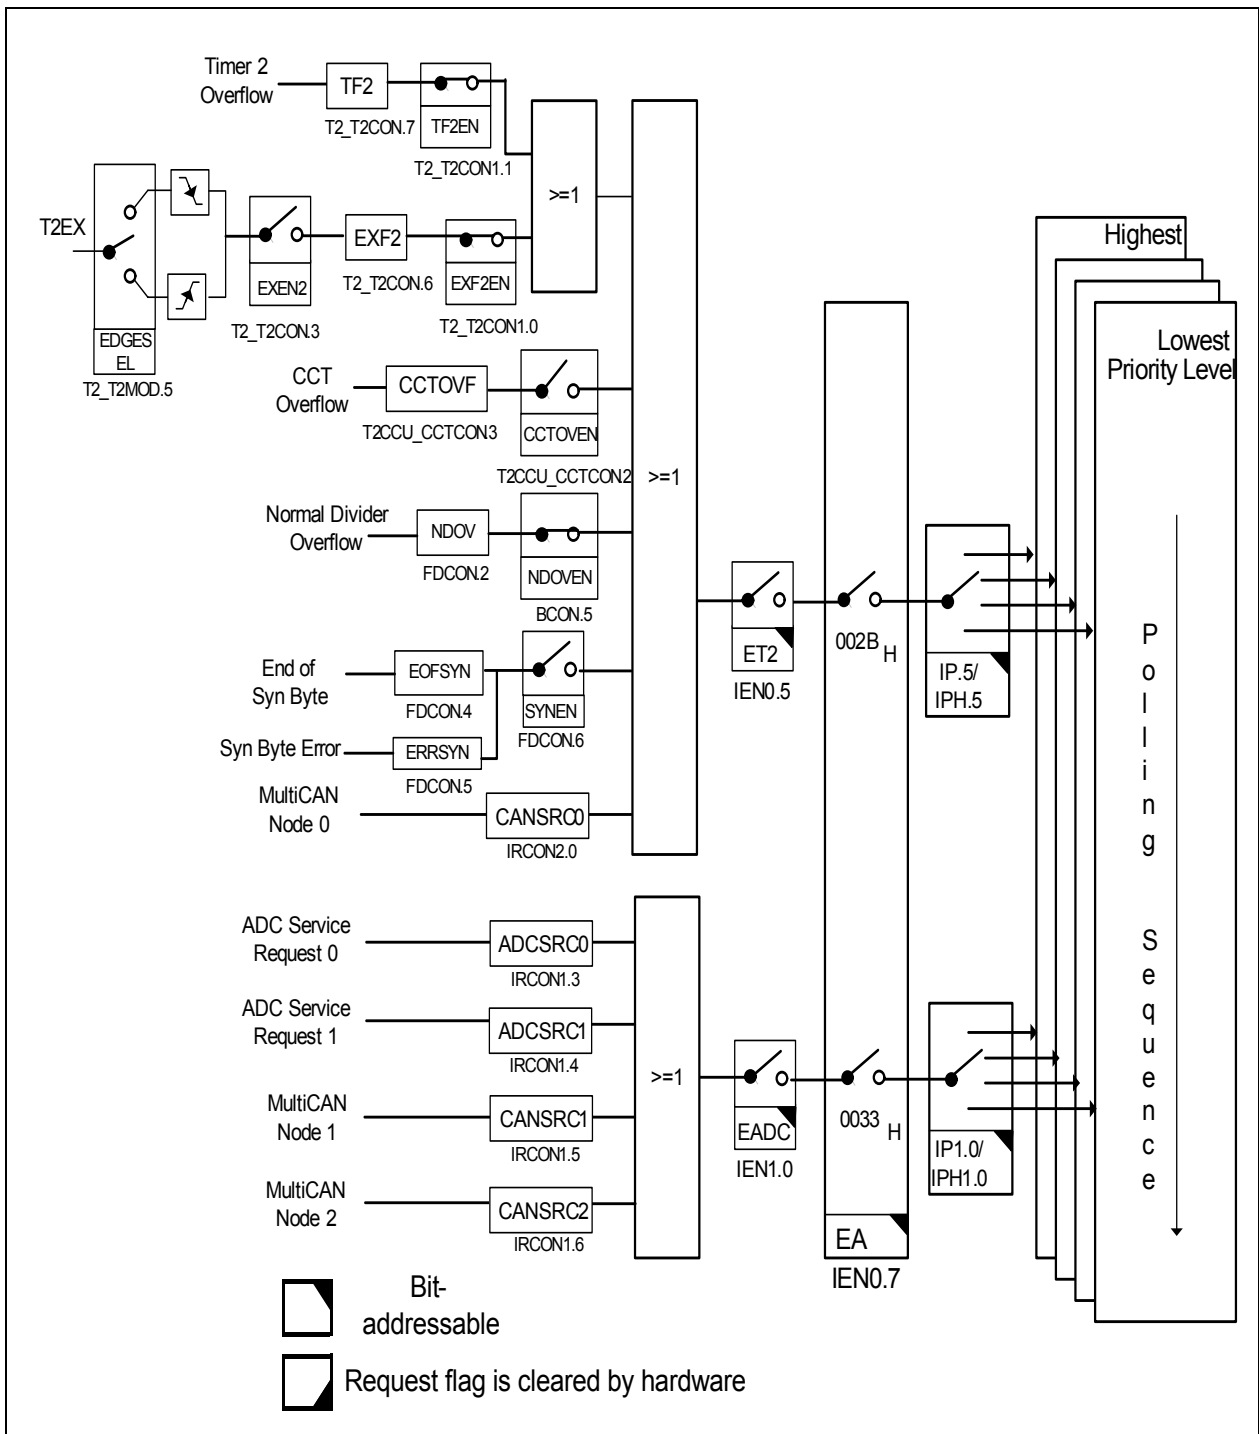 Timer 2
Overflow
TF2
T2_T2CON.7
TF2EN
T2_T2CON1.1
>=1
T2EX
EDGES
EL
T2_T2MOD.5
EXEN2
T2_T2CON.3
EXF2
T2_T2CON.6
EXF2EN
T2_T2CON1.0
CCT
Overflow
CCTOVF
T2CCU_CCTCON.3
CCTOVEN
T2CCU_CCTCON.2
>=1
Normal Divider
Overflow
NDOV
FDCON.2
NDOVEN
BCON.5
End of
Syn Byte
EOFSYN
FDCON.4
SYNEN
FDCON.6
Syn Byte Error
ERRSYN
FDCON.5
MultiCAN
Node 0
CANSRC0
IRCON2.0
ET2
IEN0.5
002B H
IP.5/
IPH.5
Highest
Lowest
Priority Level
Polling Sequence
ADC Service
Request 0
ADCSRC0
IRCON1.3
ADC Service
Request 1
ADCSRC1
IRCON1.4
MultiCAN
Node 1
CANSRC1
IRCON1.5
MultiCAN
Node 2
CANSRC2
IRCON1.6
>=1
EADC
IEN1.0
0033 H
IP1.0/
IPH1.0
EA
IEN0.7
Bit-
addressable
Request flag is cleared by hardware